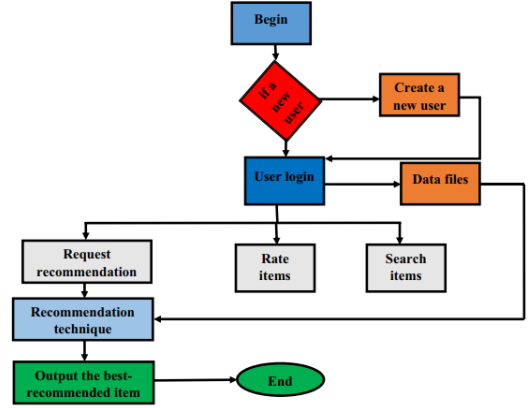 Begin
if a
new
user
Create a
new user
User login
Data files
Request
recommendation
Rate
items
Search
items
Recommendation
technique
Output the best-
recommended item
End